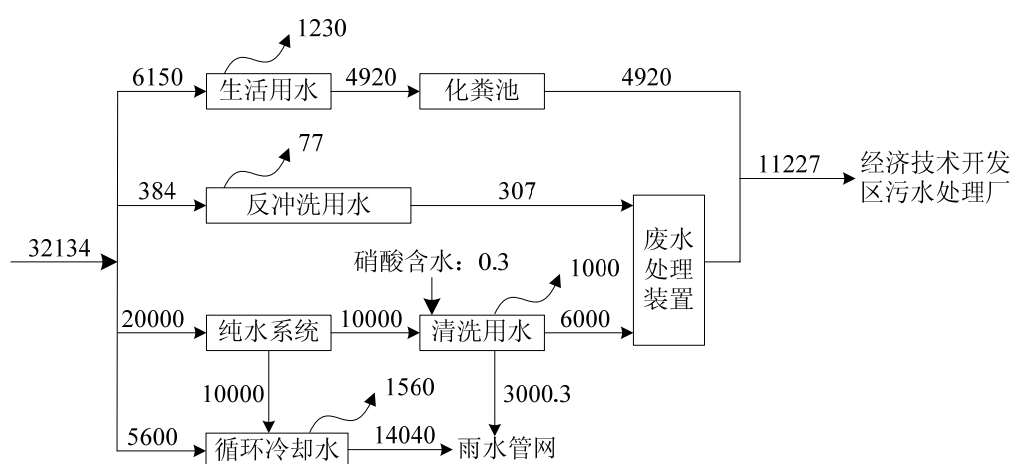 1230
6150
生活用水
4920
化粪池
4920
77
384
反冲洗用水
307
11227
经济技术开发
区污水处理厂
32134
硝酸含水：0.3
1000
废水
处理
装置
20000
纯水系统
10000
清洗用水
6000
10000
1560
3000.3
5600
循环冷却水
14040
雨水管网